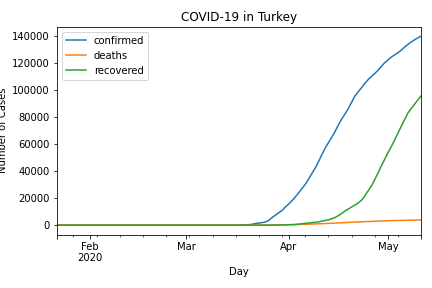 COVID-19 in Turkey
confirmed
deaths
recovered
140000
120000
100000
80000
60000
40000
20000
0
Number of Cases
Feb
2020
Mar
Apr
May
Day